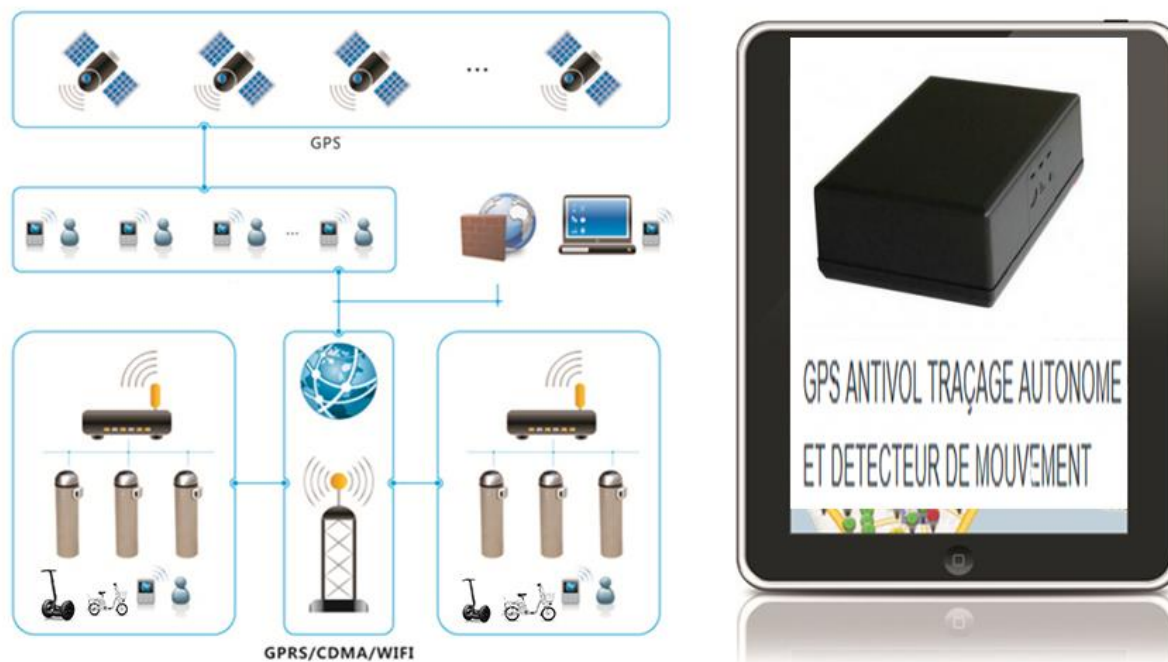 GPS
GPRS/CDMA/WIFI
GPS ANTIVOL TRAÇAGE AUTONOME
ET DETECTEUR DE MOUVEMENT